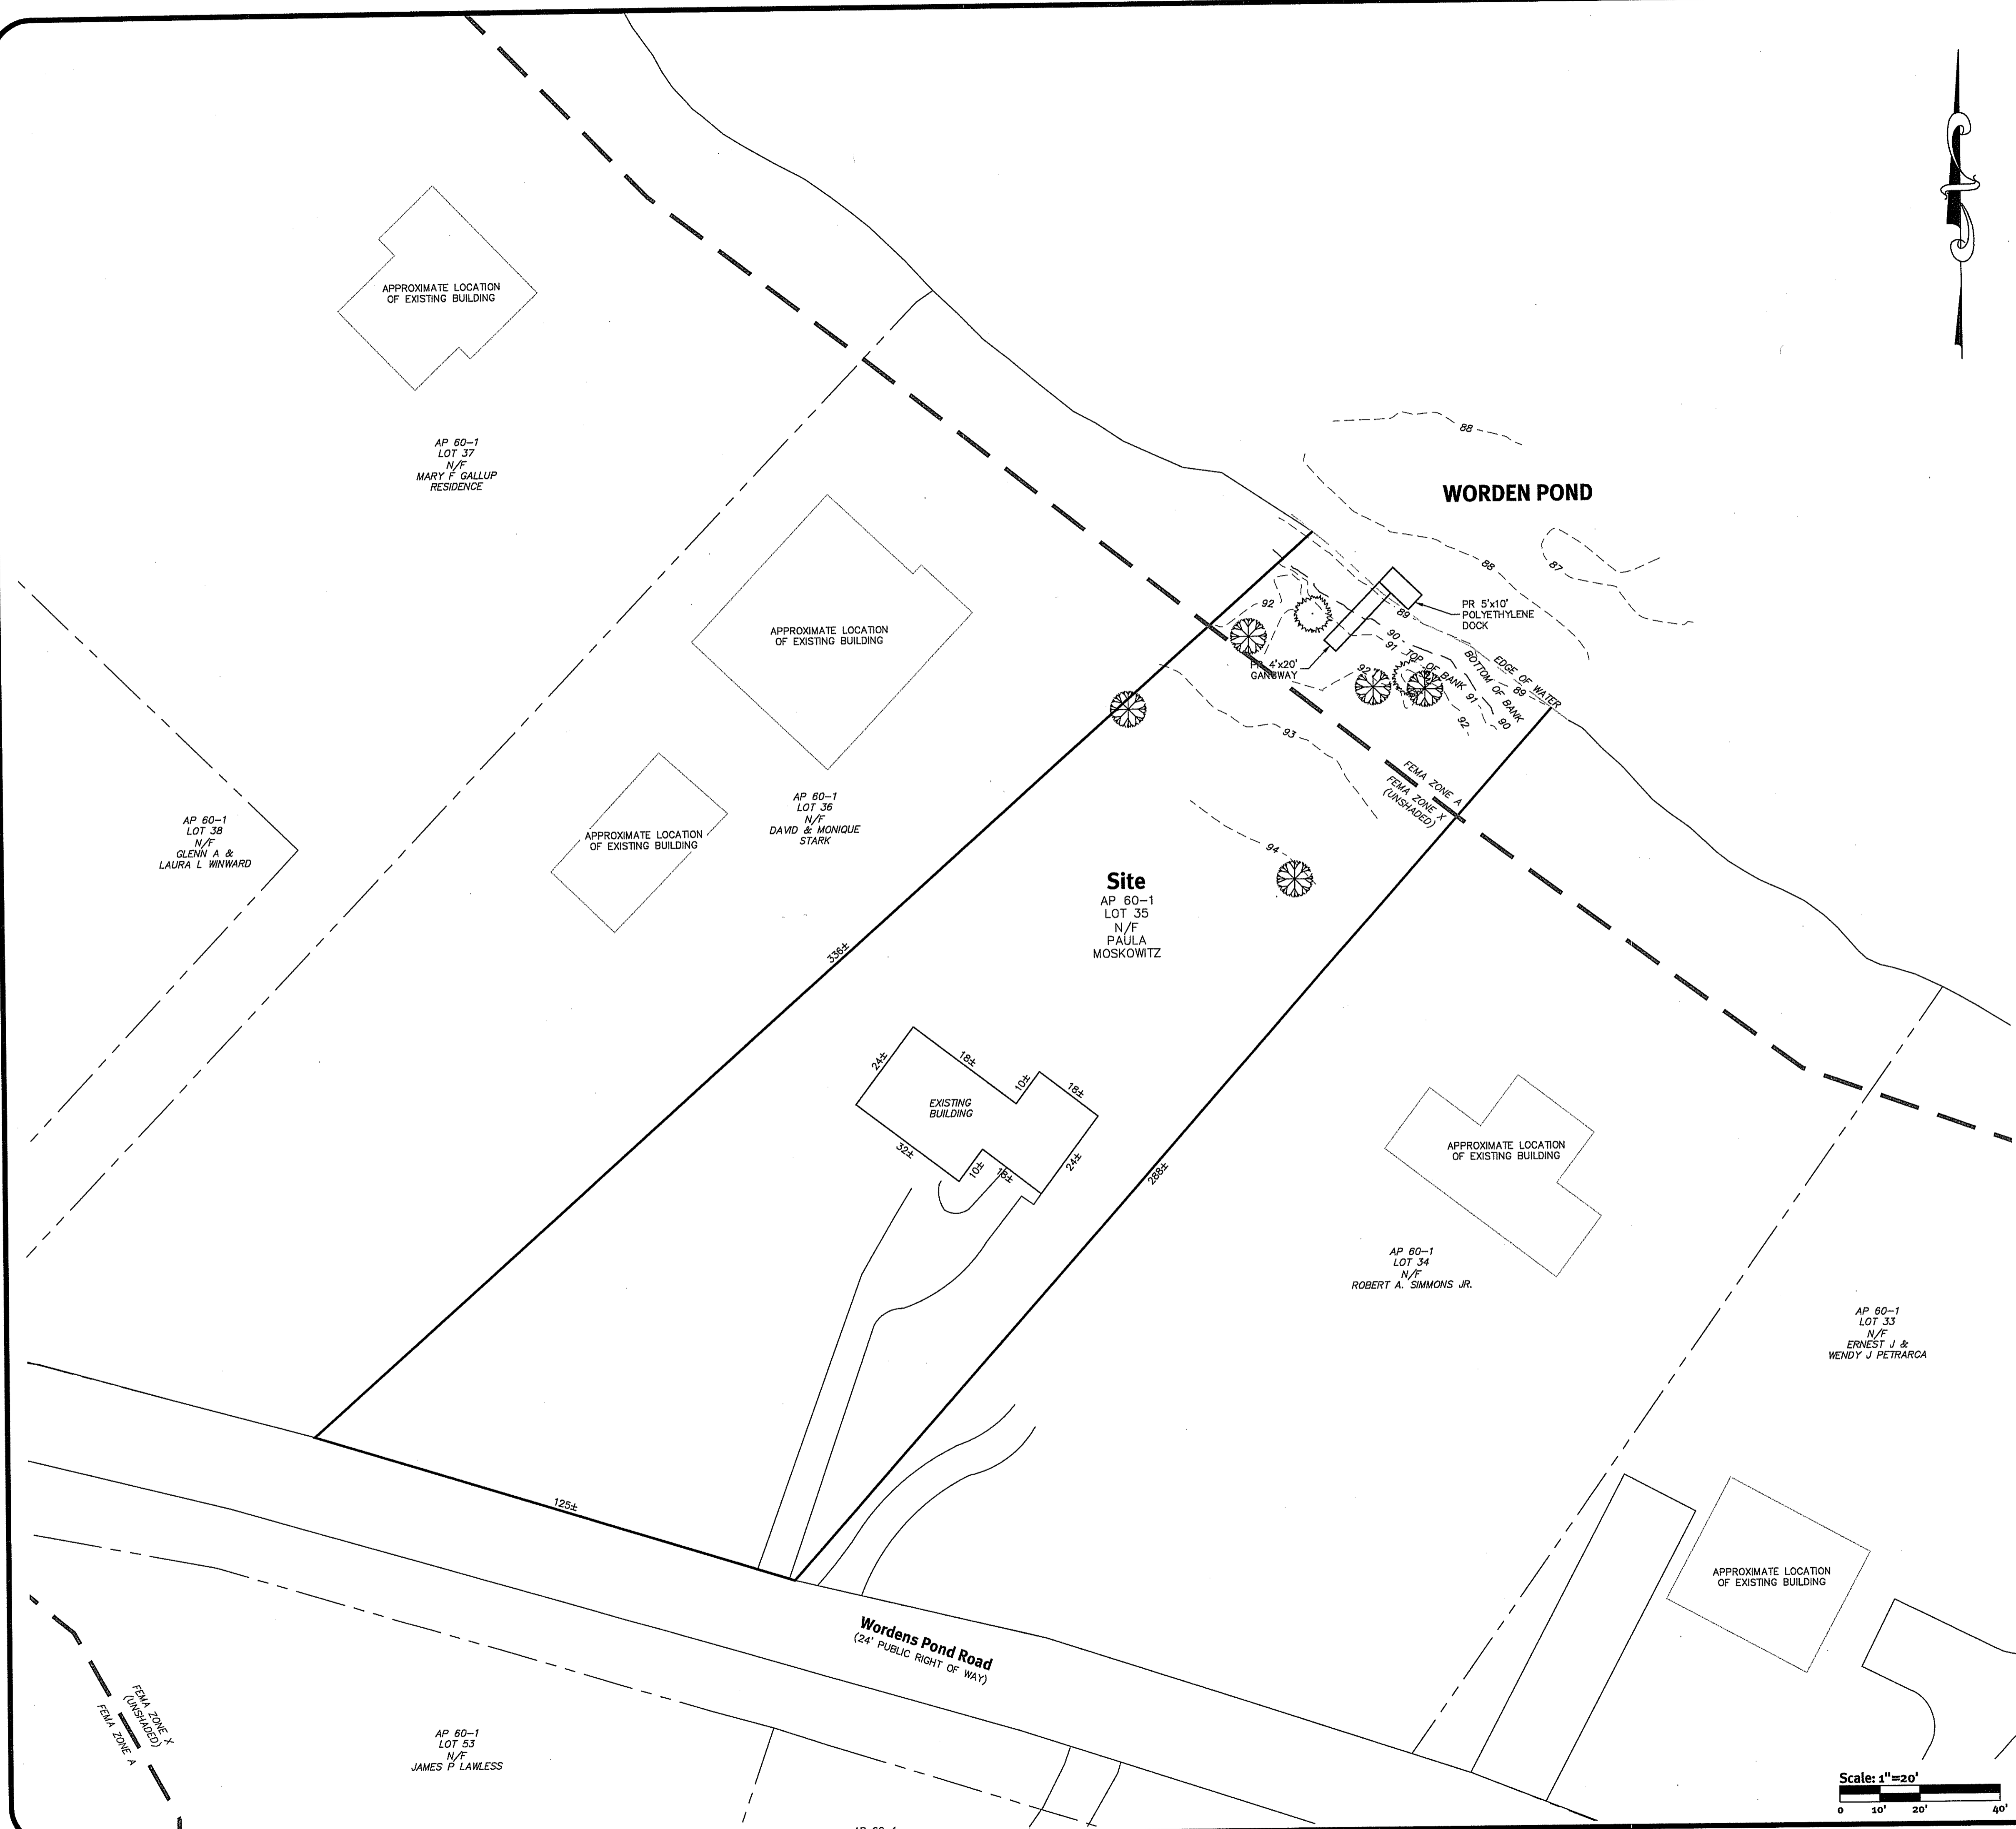 APPROXIMATE LOCATION
OF EXISTING BUILDING
AP 60-1
LOT 37
N/F
MARY F GALLUP
RESIDENCE
88
WORDEN POND
88
87
92
89
PR 5'x10'
POLYETHYLENE
DOCK
APPROXIMATE LOCATION
OF EXISTING BUILDING
PR 4'x20'
GANGWAY
90
91
TOP OF BANK
92
BOTTOM OF BANK
EDGE OF WATER
89
91
90
92
93
FEMA ZONE A
FEMA ZONE X
(UNSHADED)
AP 60-1
LOT 38
N/F
GLENN A &
LAURA L WINWARD
APPROXIMATE LOCATION
OF EXISTING BUILDING
AP 60-1
LOT 36
N/F
DAVID & MONIQUE
STARK
94
Site
AP 60-1
LOT 35
N/F
PAULA
MOSKOWITZ
336±
24±
18±
10±
18±
EXISTING
BUILDING
32±
10±
18±
24±
288±
APPROXIMATE LOCATION
OF EXISTING BUILDING
AP 60-1
LOT 34
N/F
ROBERT A. SIMMONS JR.
AP 60-1
LOT 33
N/F
ERNEST J &
WENDY J PETRARCA
125±
APPROXIMATE LOCATION
OF EXISTING BUILDING
Wordens Pond Road
(24' PUBLIC RIGHT OF WAY)
FEMA ZONE X
(UNSHADED)
FEMA ZONE A
AP 60-1
LOT 53
N/F
JAMES P LAWLESS
Scale: 1"=20'
0 10' 20' 40'